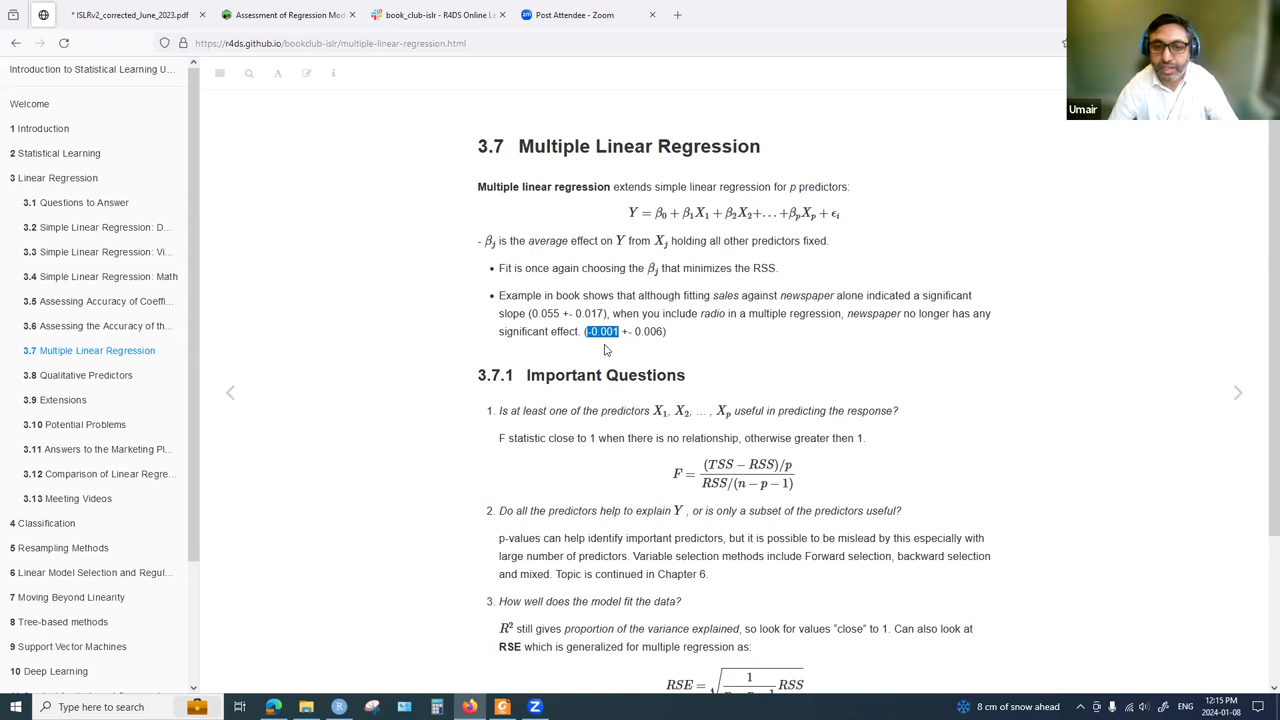 * ISLRv2_corrected_June_2023.pdf
Assessment of Regression Mod
book_club-islr - R4DS Online Le
Post Attendee - Zoom
https://r4ds.github.io/bookclub-islr/multiple-linear-regression.html
Umair
Introduction to Statistical Learning U...
Welcome
1 Introduction
2 Statistical Learning
3 Linear Regression
3.1 Questions to Answer
3.2 Simple Linear Regression: D...
3.3 Simple Linear Regression: Vi...
3.4 Simple Linear Regression: Math
3.5 Assessing Accuracy of Coeffi...
3.6 Assessing the Accuracy of th...
3.7 Multiple Linear Regression
3.8 Qualitative Predictors
3.9 Extensions
3.10 Potential Problems
3.11 Answers to the Marketing Pl...
3.12 Comparison of Linear Regre...
3.13 Meeting Videos
4 Classification
5 Resampling Methods
6 Linear Model Selection and Regul...
7 Moving Beyond Linearity
8 Tree-based methods
9 Support Vector Machines
10 Deep Learning
3.7 Multiple Linear Regression
Multiple linear regression extends simple linear regression for p predictors:
Y = β0 + β1X1 + β2X2+…+βpXp + ϵi
- βj is the average effect on Y from Xj holding all other predictors fixed.
• Fit is once again choosing the βj that minimizes the RSS.
• Example in book shows that although fitting sales against newspaper alone indicated a significant
slope (0.055 +- 0.017), when you include radio in a multiple regression, newspaper no longer has any
significant effect. (-0.001 +- 0.006)
3.7.1 Important Questions
1. Is at least one of the predictors X1, X2, … , Xp useful in predicting the response?
F statistic close to 1 when there is no relationship, otherwise greater then 1.
F = (TSS − RSS)/p
RSS/(n − p − 1)
2. Do all the predictors help to explain Y , or is only a subset of the predictors useful?
p-values can help identify important predictors, but it is possible to be mislead by this especially with
large number of predictors. Variable selection methods include Forward selection, backward selection
and mixed. Topic is continued in Chapter 6.
3. How well does the model fit the data?
R² still gives proportion of the variance explained, so look for values “close” to 1. Can also look at
RSE which is generalized for multiple regression as:
RSE = √ 1 RSS
Type here to search
8 cm of snow ahead
12:15 PM
2024-01-08